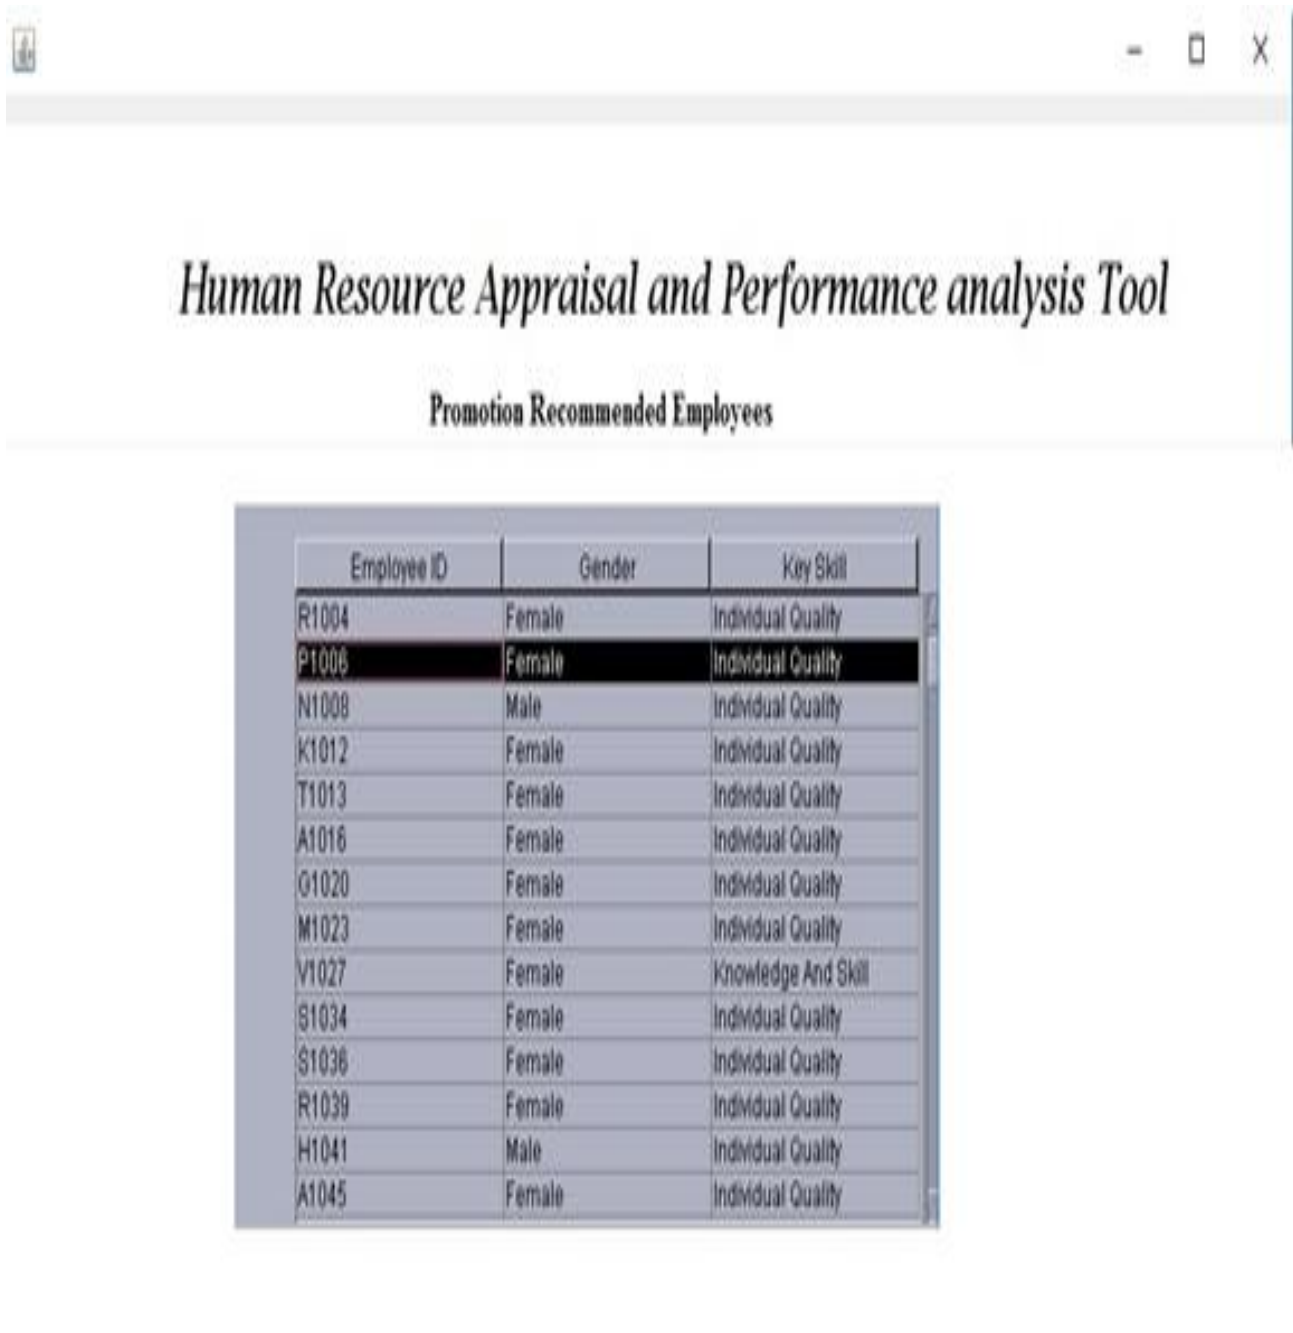 Human Resource Appraisal and Performance analysis Tool
Promotion Recommended Employees
Employee ID Gender Key Skill
R1004 Female Individual Quality
P1006 Female Individual Quality
N1008 Male Individual Quality
K1012 Female Individual Quality
T1013 Female Individual Quality
A1016 Female Individual Quality
G1020 Female Individual Quality
M1023 Female Individual Quality
V1027 Female Knowledge And Skill
S1034 Female Individual Quality
S1036 Female Individual Quality
R1039 Female Individual Quality
H1041 Male Individual Quality
A1045 Female Individual Quality